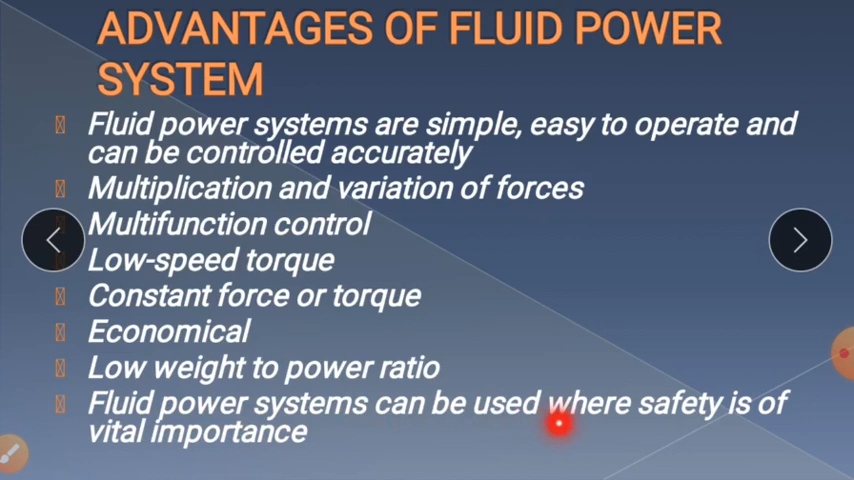 ADVANTAGES OF FLUID POWER
SYSTEM
Fluid power systems are simple, easy to operate and
can be controlled accurately
Multiplication and variation of forces
Multifunction control
Low-speed torque
Constant force or torque
Economical
Low weight to power ratio
Fluid power systems can be used where safety is of
vital importance